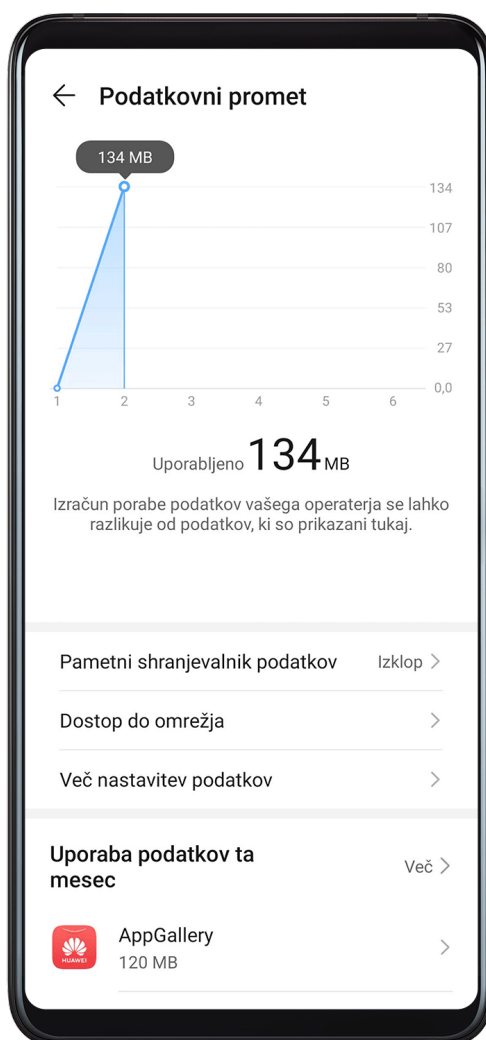 Podatkovni promet
134 MB
134
107
80
53
27
0,0
1 2 3 4 5 6
Uporabljeno 134 MB
Izračun porabe podatkov vašega operaterja se lahko
razlikuje od podatkov, ki so prikazani tukaj.
Pametni shranjevalnik podatkov Izklop
Dostop do omrežja
Več nastavitev podatkov
Uporaba podatkov ta
mesec
Več
HUAWEI
AppGallery
120 MB